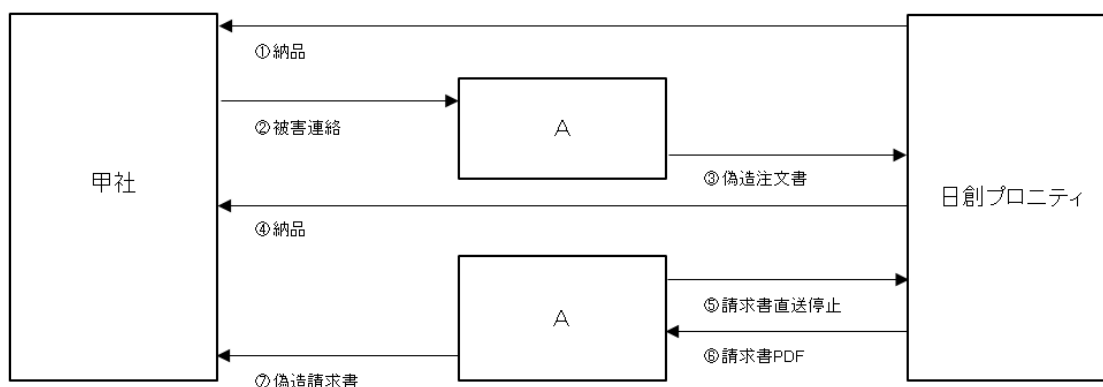 ①納品
②被害連絡
A
③偽造注文書
甲社
日創プロニティ
④納品
⑤請求書直送停止
A
⑥請求書PDF
⑦偽造請求書